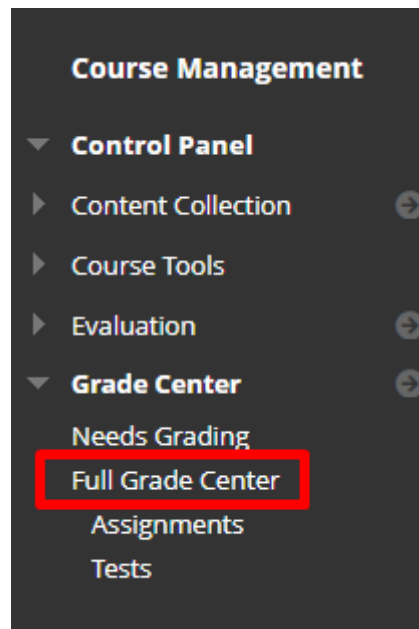 Course Management
Control Panel
Content Collection
Course Tools
Evaluation
Grade Center
Needs Grading
Full Grade Center
Assignments
Tests